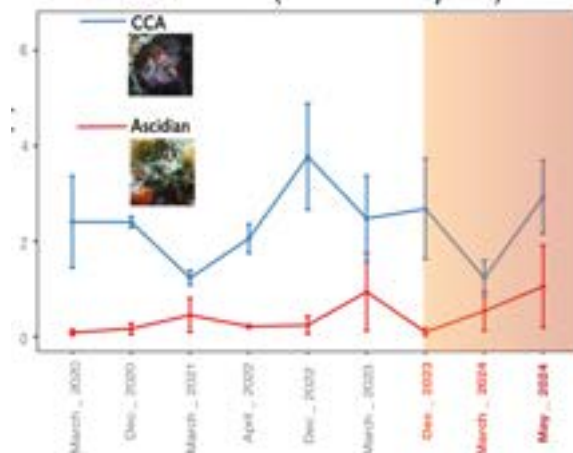 CCA
Ascidian
6
4
2
0
March _ 2020
Dec _ 2020
March _ 2021
April _ 2022
Dec _ 2022
March _ 2023
Dec _ 2023
March _ 2024
May _ 2024